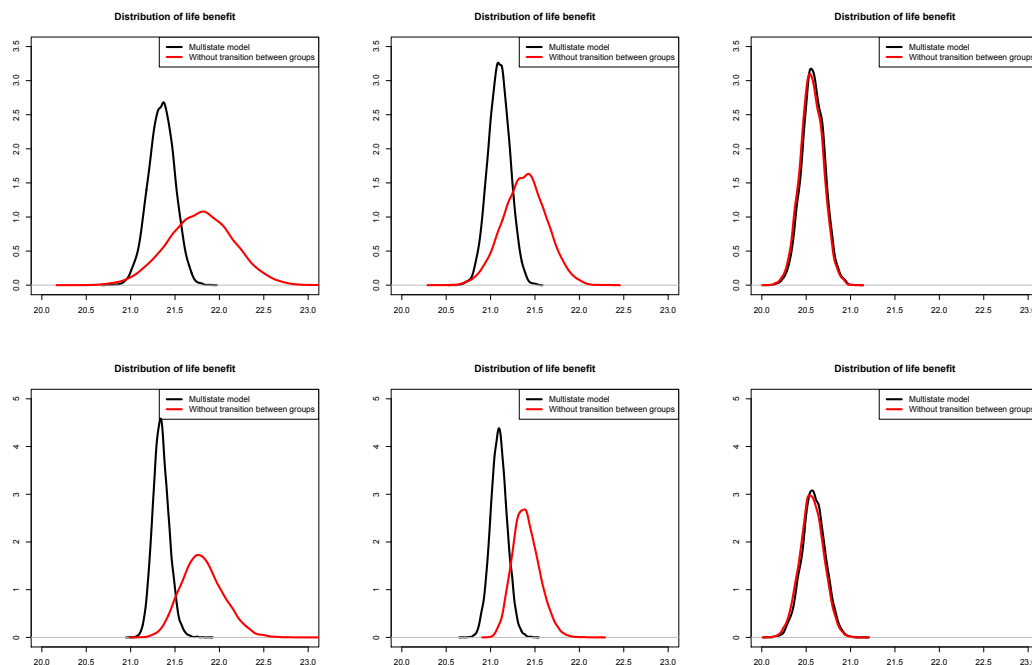 Distribution of life benefit
Multistate model
Without transition between groups
0.0 0.5 1.0 1.5 2.0 2.5 3.0 3.5
20.0 20.5 21.0 21.5 22.0 22.5 23.0
Distribution of life benefit
Multistate model
Without transition between groups
0.0 0.5 1.0 1.5 2.0 2.5 3.0 3.5
20.0 20.5 21.0 21.5 22.0 22.5 23.0
Distribution of life benefit
Multistate model
Without transition between groups
0.0 0.5 1.0 1.5 2.0 2.5 3.0 3.5
20.0 20.5 21.0 21.5 22.0 22.5 23.0
Distribution of life benefit
Multistate model
Without transition between groups
0 1 2 3 4 5
20.0 20.5 21.0 21.5 22.0 22.5 23.0
Distribution of life benefit
Multistate model
Without transition between groups
0 1 2 3 4 5
20.0 20.5 21.0 21.5 22.0 22.5 23.0
Distribution of life benefit
Multistate model
Without transition between groups
0 1 2 3 4 5
20.0 20.5 21.0 21.5 22.0 22.5 23.0